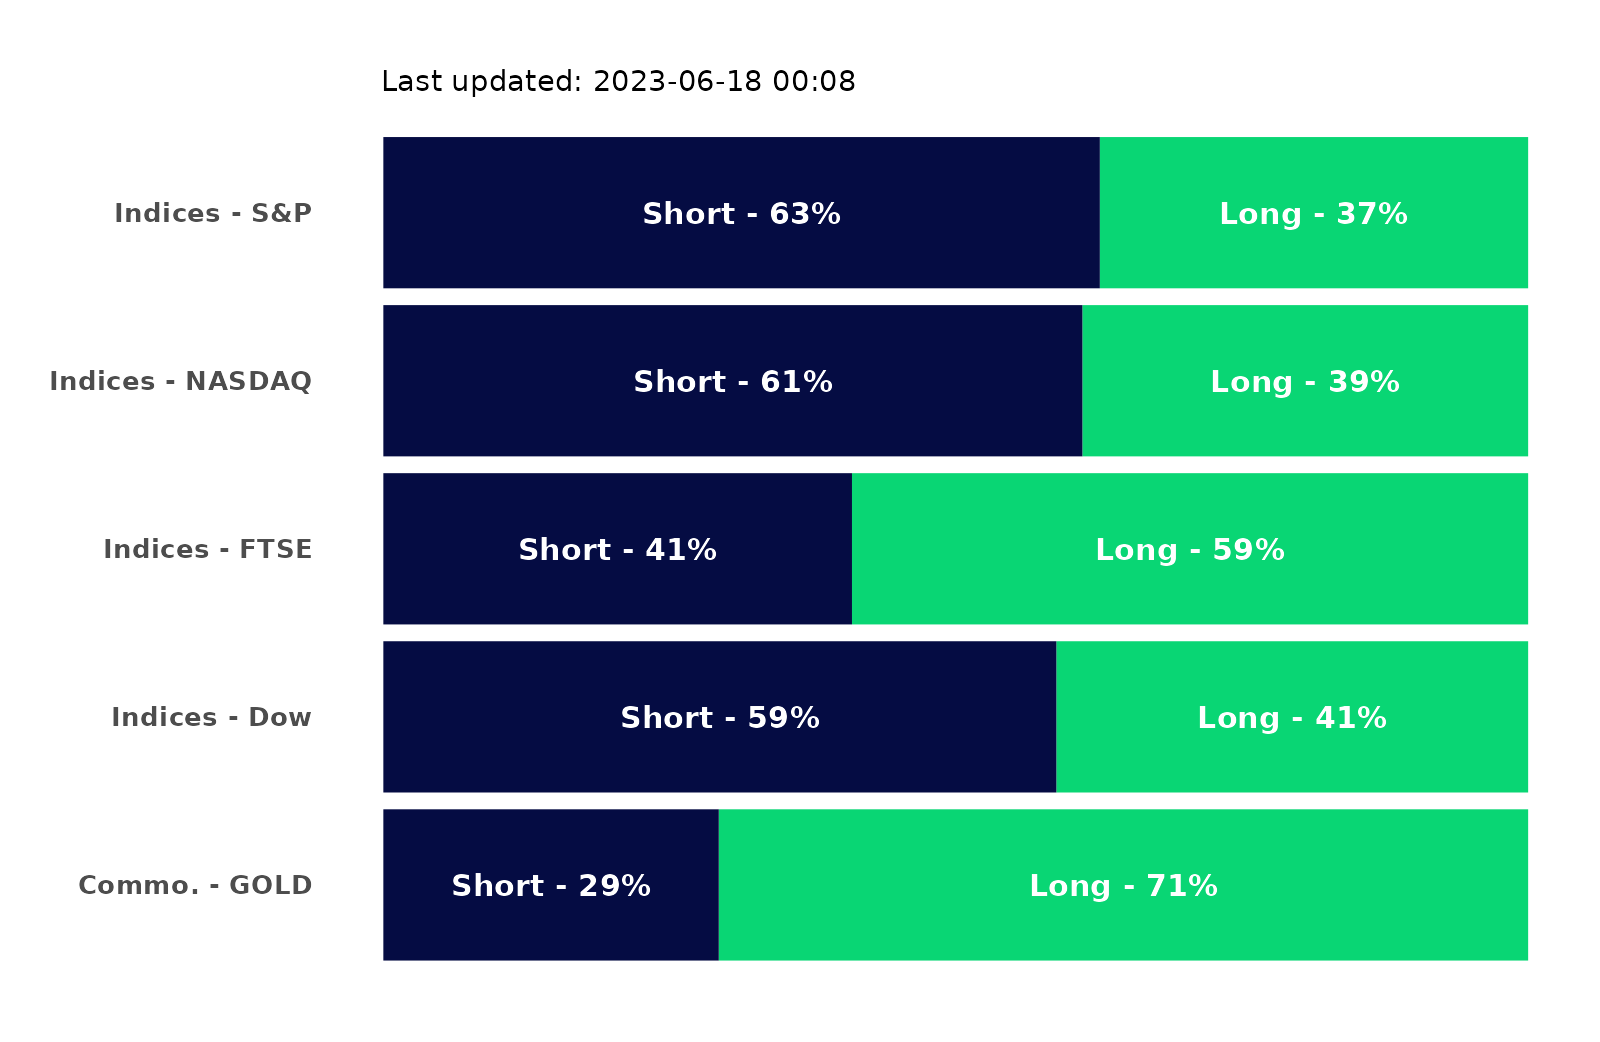 Last updated: 2023-06-18 00:08
Indices - S&P Short - 63% Long - 37%
Indices - NASDAQ Short - 61% Long - 39%
Indices - FTSE Short - 41% Long - 59%
Indices - Dow Short - 59% Long - 41%
Commo. - GOLD Short - 29% Long - 71%